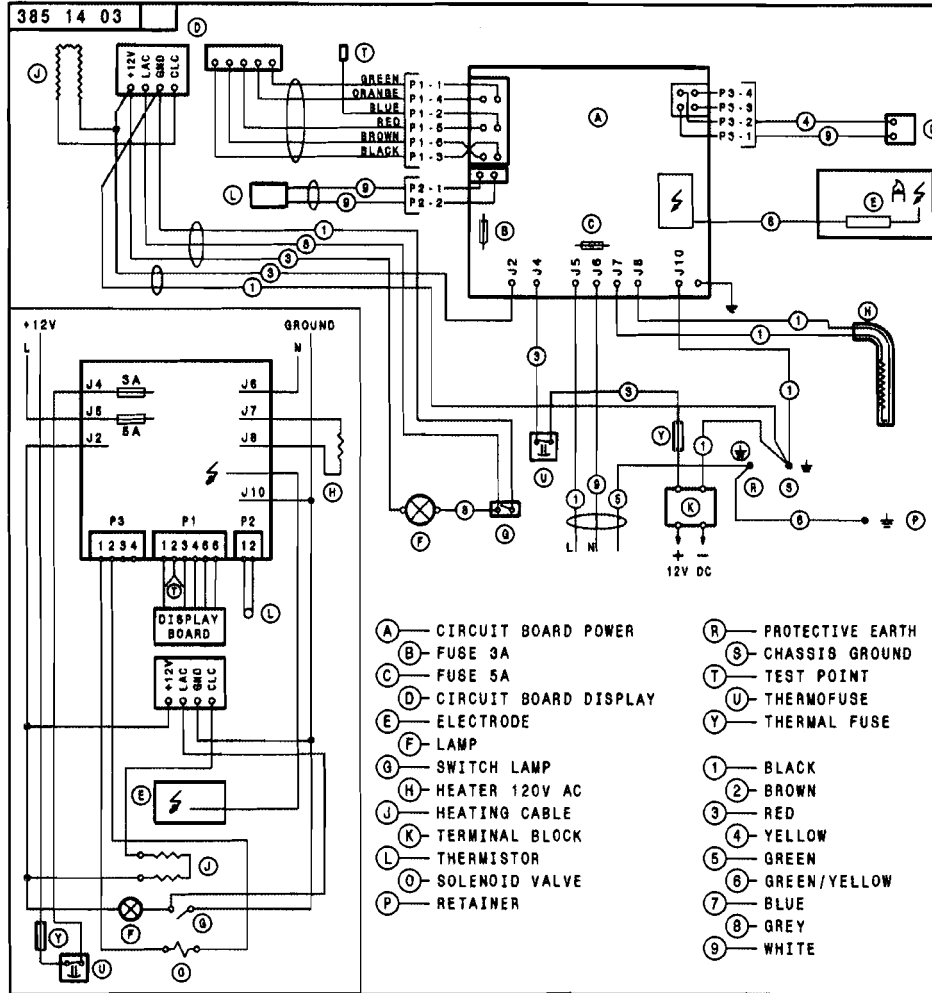 385 14 03
D
+12V
LAC
GND
CLC
J
T
GREEN
ORANGE
BLUE
RED
BROWN
BLACK
P1-1
P1-4
P1-2
P1-5
P1-6
P1-3
A
P3-4
P3-3
P3-2
P3-1
4
9
L
9
9
P2-1
P2-2
B
C
E
8
1
8
3
3
1
J2
J4
J5
J6
J7
J8
J10
1
1
H
3
3
1
Y
1
U
1
9
5
R
S
K
6
P
L
N
+
-
12V DC
F
8
G
+12V
GROUND
L
N
J4
3A
J6
J5
5A
J7
J2
J8
H
J10
P3
P1
P2
1234
123456
12
T
L
DISPLAY
BOARD
+12V
LAC
GND
CLC
E
J
F
G
Y
U
O
A CIRCUIT BOARD POWER
B FUSE 3A
C FUSE 5A
D CIRCUIT BOARD DISPLAY
E ELECTRODE
F LAMP
G SWITCH LAMP
H HEATER 120V AC
J HEATING CABLE
K TERMINAL BLOCK
L THERMISTOR
O SOLENOID VALVE
P RETAINER
R PROTECTIVE EARTH
S CHASSIS GROUND
T TEST POINT
U THERMOFUSE
Y THERMAL FUSE
1 BLACK
2 BROWN
3 RED
4 YELLOW
5 GREEN
6 GREEN/YELLOW
7 BLUE
8 GREY
9 WHITE